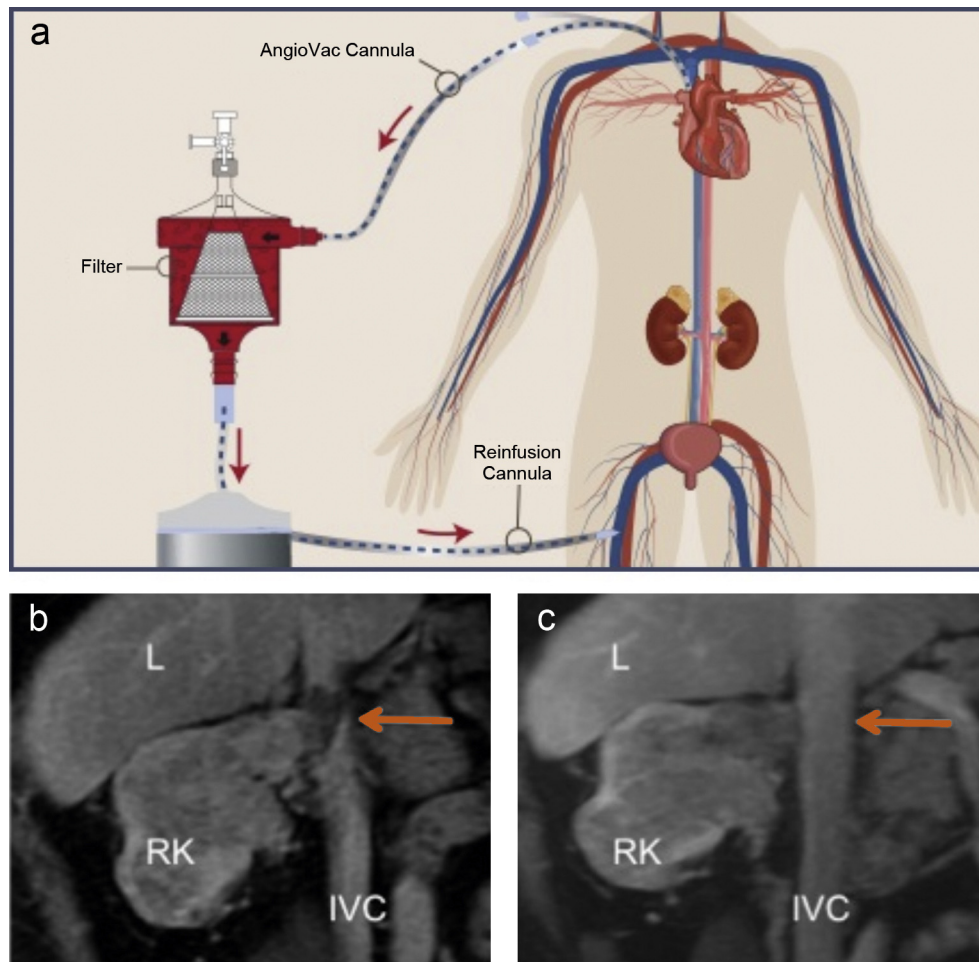 a
AngioVac Cannula
Filter
Reinfusion
Cannula
b
L
RK
IVC
c
L
RK
IVC